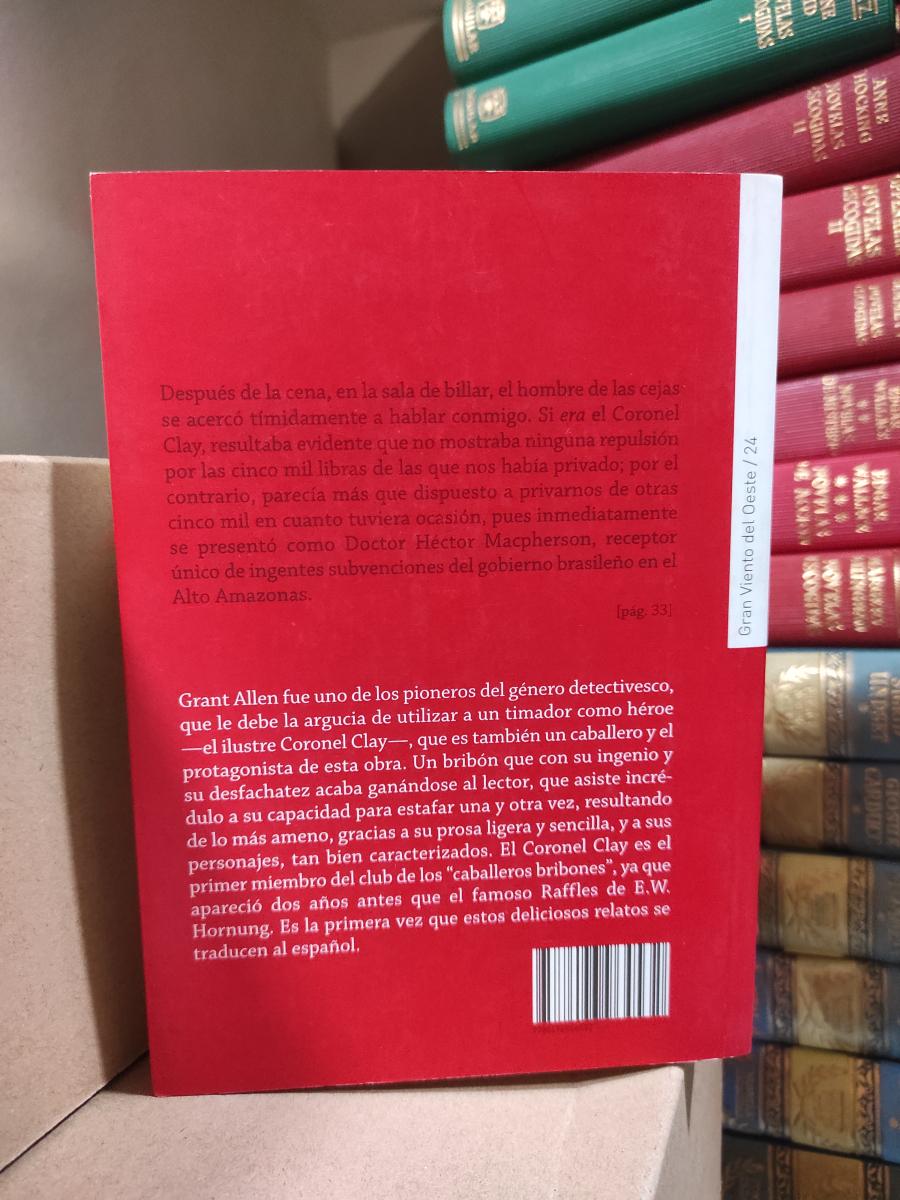 Después de la cena, en la sala de billar, el hombre de las cejas
se acercó tímidamente a hablar conmigo. Si era el Coronel
Clay, resultaba evidente que no mostraba ninguna repulsión
por las cinco mil libras de las que nos había privado; por el
contrario, parecía más que dispuesto a privarnos de otras
cinco mil en cuanto tuviera ocasión, pues inmediatamente
se presentó como Doctor Héctor Macpherson, receptor
único de ingentes subvenciones del gobierno brasileño en el
Alto Amazonas.
[pág. 33]
Grant Allen fue uno de los pioneros del género detectivesco,
que le debe la argucia de utilizar a un timador como héroe
—el ilustre Coronel Clay—, que es también un caballero y el
protagonista de esta obra. Un bribón que con su ingenio y
su desfachatez acaba ganándose al lector, que asiste incré-
dulo a su capacidad para estafar una y otra vez, resultando
de lo más ameno, gracias a su prosa ligera y sencilla, y a sus
personajes, tan bien caracterizados. El Coronel Clay es el
primer miembro del club de los “caballeros bribones”, ya que
apareció dos años antes que el famoso Raffles de E.W.
Hornung. Es la primera vez que estos deliciosos relatos se
traducen al español.
Gran Viento del Oeste / 24
I
ANNE
HOCKING
NOVELAS
II
NOVELAS
II